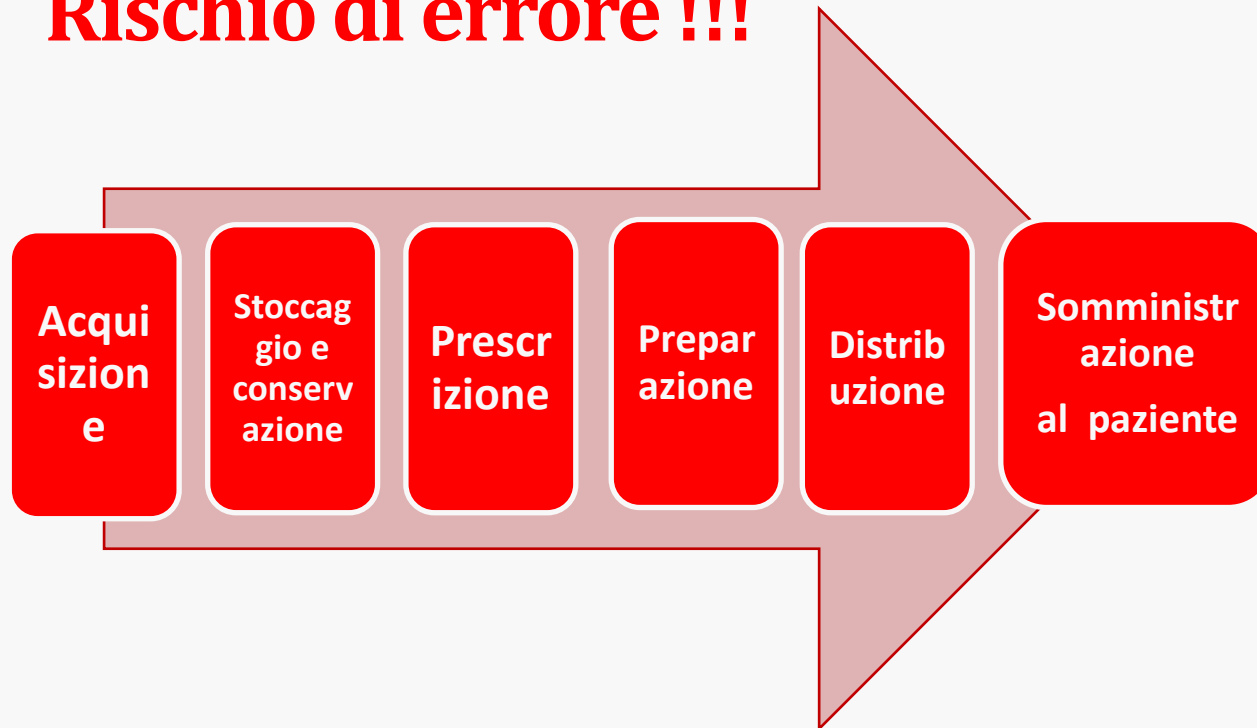 Rischio di errore !!!
Acqui
sizion
e
Stoccag
gio e
conserv
azione
Prescr
izione
Prepar
azione
Distrib
uzione
Somministr
azione
al paziente